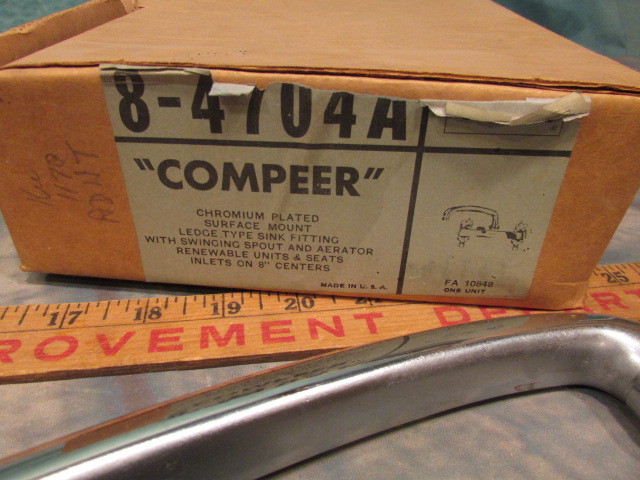 8-4704A
"COMPEER"
CHROMIUM PLATED
SURFACE MOUNT
LEDGE TYPE SINK FITTING
WITH SWINGING SPOUT AND AERATOR
RENEWABLE UNITS & SEATS
INLETS ON 8" CENTERS
MADE IN U.S.A.
FA 10848
ONE UNIT
17 18 19 20 25
ROVEMENT DE